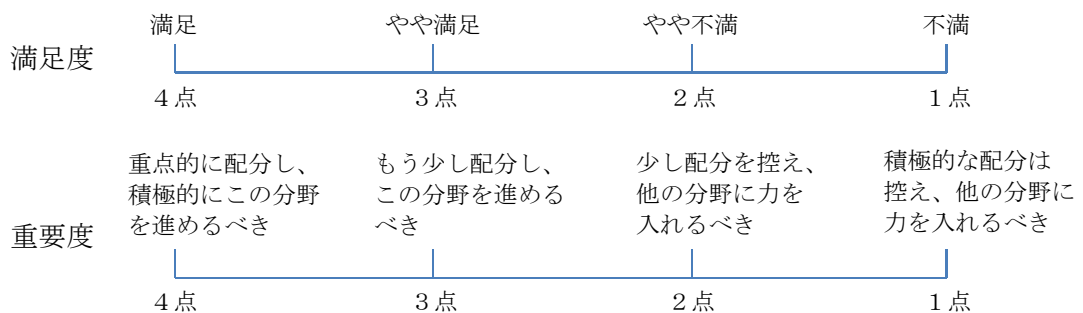 満足 やや満足 やや不満 不満
満足度
4点 3点 2点 1点
重点的に配分し、
積極的にこの分野
を進めるべき
もう少し配分し、
この分野を進める
べき
少し配分を控え、
他の分野に力を
入れるべき
積極的な配分は
控え、他の分野に
力を入れるべき
重要度
4点 3点 2点 1点